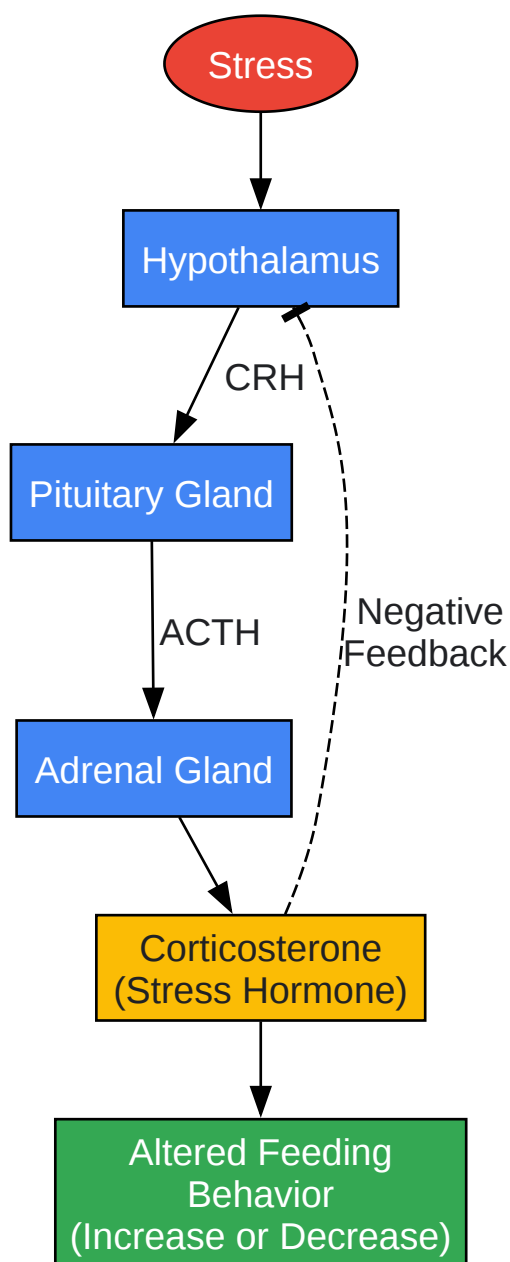 Stress
Hypothalamus
CRH
Pituitary Gland
Negative
Feedback
ACTH
Adrenal Gland
Corticosterone
(Stress Hormone)
Altered Feeding
Behavior
(Increase or Decrease)